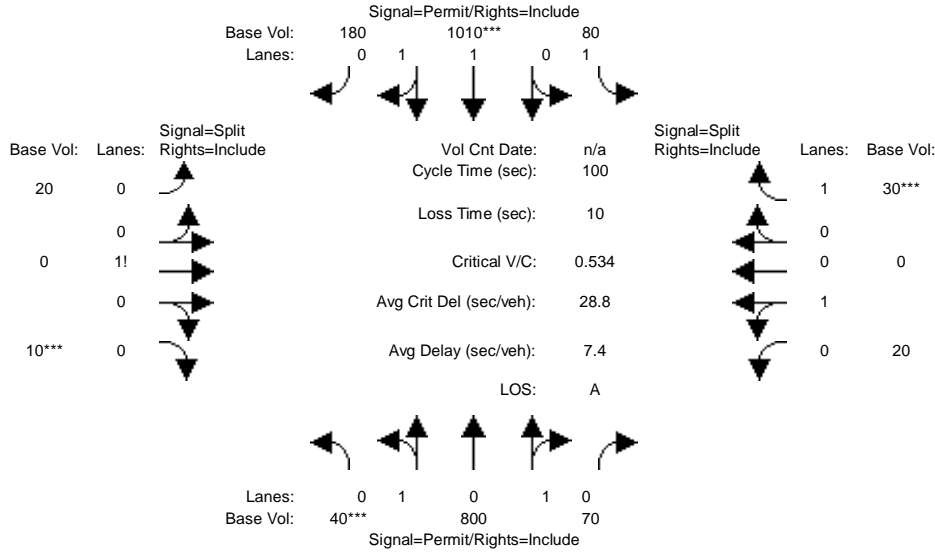 Signal=Permit/Rights=Include
Base Vol: 180 1010*** 80
Lanes: 0 1 1 0 1
Signal=Split
Rights=Include
Base Vol: Lanes:
20 0
0
0 1!
0
10*** 0
Vol Cnt Date: n/a
Cycle Time (sec): 100
Loss Time (sec): 10
Critical V/C: 0.534
Avg Crit Del (sec/veh): 28.8
Avg Delay (sec/veh): 7.4
LOS: A
Signal=Split
Rights=Include
Lanes: Base Vol:
1 30***
0
0 0
1
0 20
Lanes: 0 1 0 1 0
Base Vol: 40*** 800 70
Signal=Permit/Rights=Include